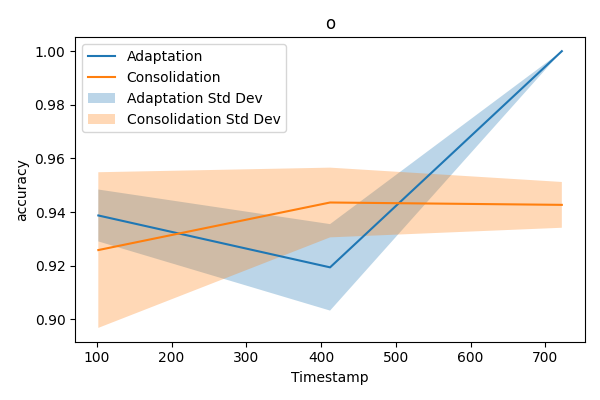 o
Adaptation
Consolidation
Adaptation Std Dev
Consolidation Std Dev
1.00
0.98
0.96
0.94
0.92
0.90
accuracy
100
200
300
400
500
600
700
Timestamp